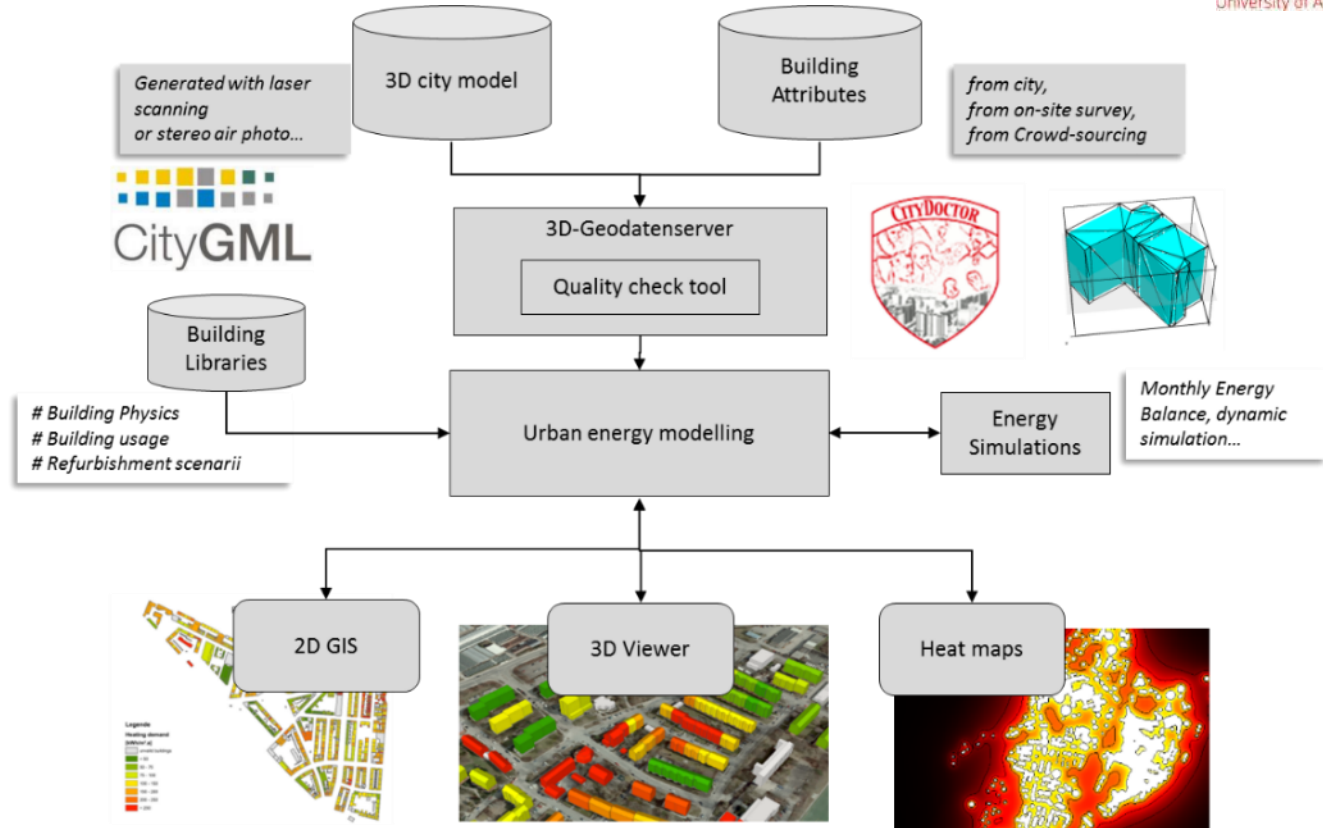 University of A
3D city model
Building
Attributes
Generated with laser
scanning
or stereo air photo...
from city,
from on-site survey,
from Crowd-sourcing
CityGML
3D-Geodatenserver
Quality check tool
CITYDOCTOR
Building
Libraries
# Building Physics
# Building usage
# Refurbishment scenarii
Urban energy modelling
Energy
Simulations
Monthly Energy
Balance, dynamic
simulation...
2D GIS
3D Viewer
Heat maps
Legende
Heating demand